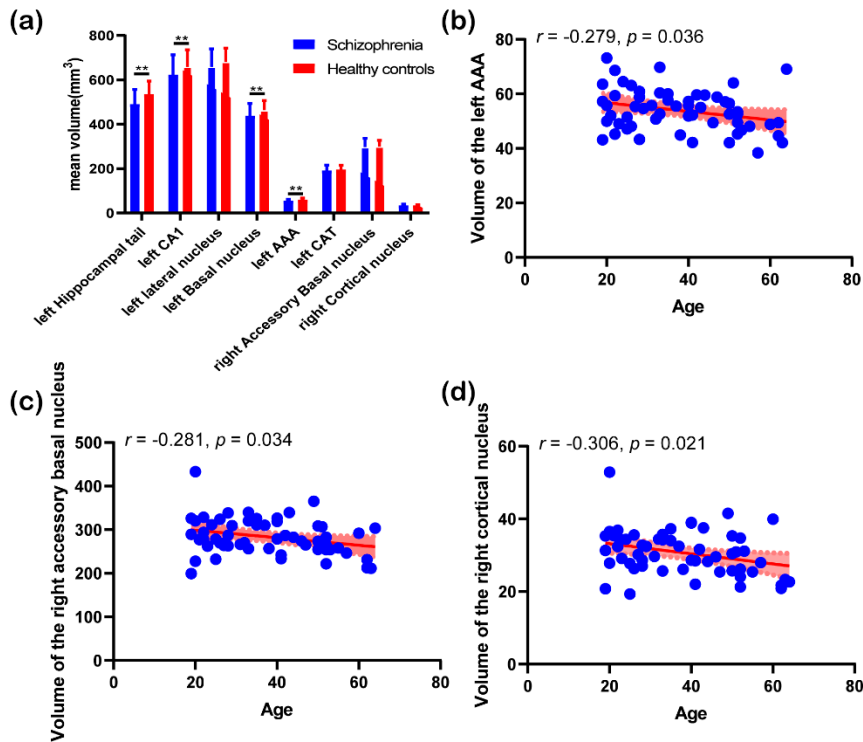 (a)
mean volume(mm3)
800
600
400
200
0
** ** ** **
Schizophrenia
Healthy controls
left Hippocampal tail
left CA1
left lateral nucleus
left Basal nucleus
left AAA
left CAT
right Accessory Basal nucleus
right Cortical nucleus
(b)
r = -0.279, p = 0.036
Volume of the left AAA
80
60
40
20
0
0 20 40 60 80
Age
(c)
r = -0.281, p = 0.034
Volume of the right accessory basal nucleus
500
400
300
200
100
0
0 20 40 60 80
Age
(d)
r = -0.306, p = 0.021
Volume of the right cortical nucleus
60
40
20
0
0 20 40 60 80
Age